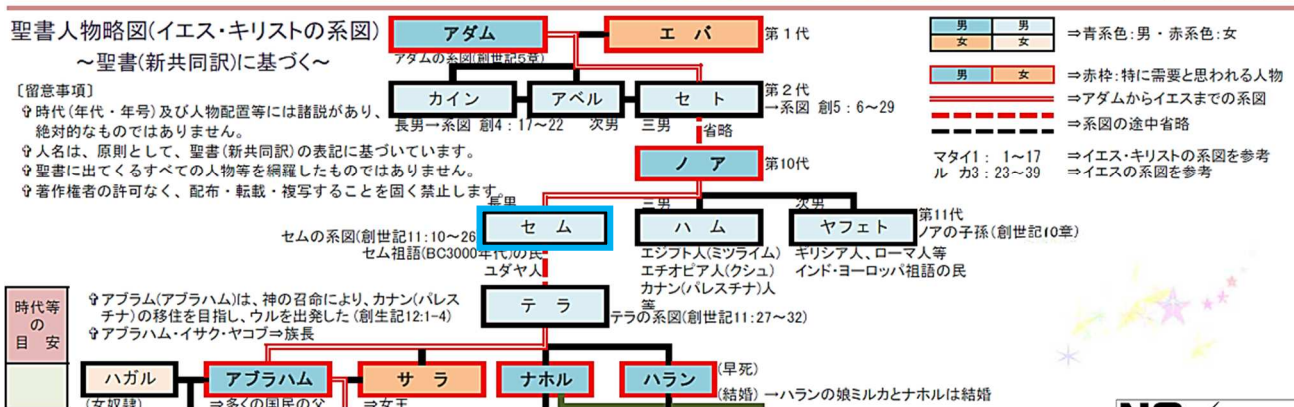 聖書人物略図(イエス・キリストの系図)
～聖書(新共同訳)に基づく～
〔留意事項〕
✞時代(年代・年号)及び人物配置等には諸説があり、
絶対的なものではありません。
✞人名は、原則として、聖書(新共同訳)の表記に基づいています。
✞聖書に出てくるすべての人物等を網羅したものではありません。
✞著作権者の許可なく、配布・転載・複写することを固く禁止します。
アダム
エバ
第1代
アダムの系図(創世記5章)
カイン
アベル
セト
第2代
→系図 創5：6～29
長男→系図 創4：17～22
次男
三男
省略
ノア
第10代
男
男
女
女
⇒青系色:男・赤系色:女
男
女
⇒赤枠:特に需要と思われる人物
⇒アダムからイエスまでの系図
⇒系図の途中省略
マタイ1： 1～17 ⇒イエス・キリストの系図を参考
ル カ3：23～39 ⇒イエスの系図を参考
長男
三男
次男
セム
ハム
ヤフェト
第11代
ノアの子孫(創世記10章)
セムの系図(創世記11:10～26
セム祖語(BC3000年代)の民
ユダヤ人
エジプト人(ミツライム)
エチオピア人(クシュ)
カナン(パレスチナ)人
等
ギリシア人、ローマ人等
インド・ヨーロッパ祖語の民
テラ
テラの系図(創世記11:27～32)
時代等
の
目 安
✞アブラム(アブラハム)は、神の召命により、カナン(パレス
チナ)の移住を目指し、ウルを出発した(創生記12:1-4)
✞アブラハム・イサク・ヤコブ⇒族長
ハガル
アブラハム
サラ
ナホル
ハラン
(早死)
(結婚) →ハランの娘ミルカとナホルは結婚
(女奴隷)
⇒多くの国民の父
⇒女王